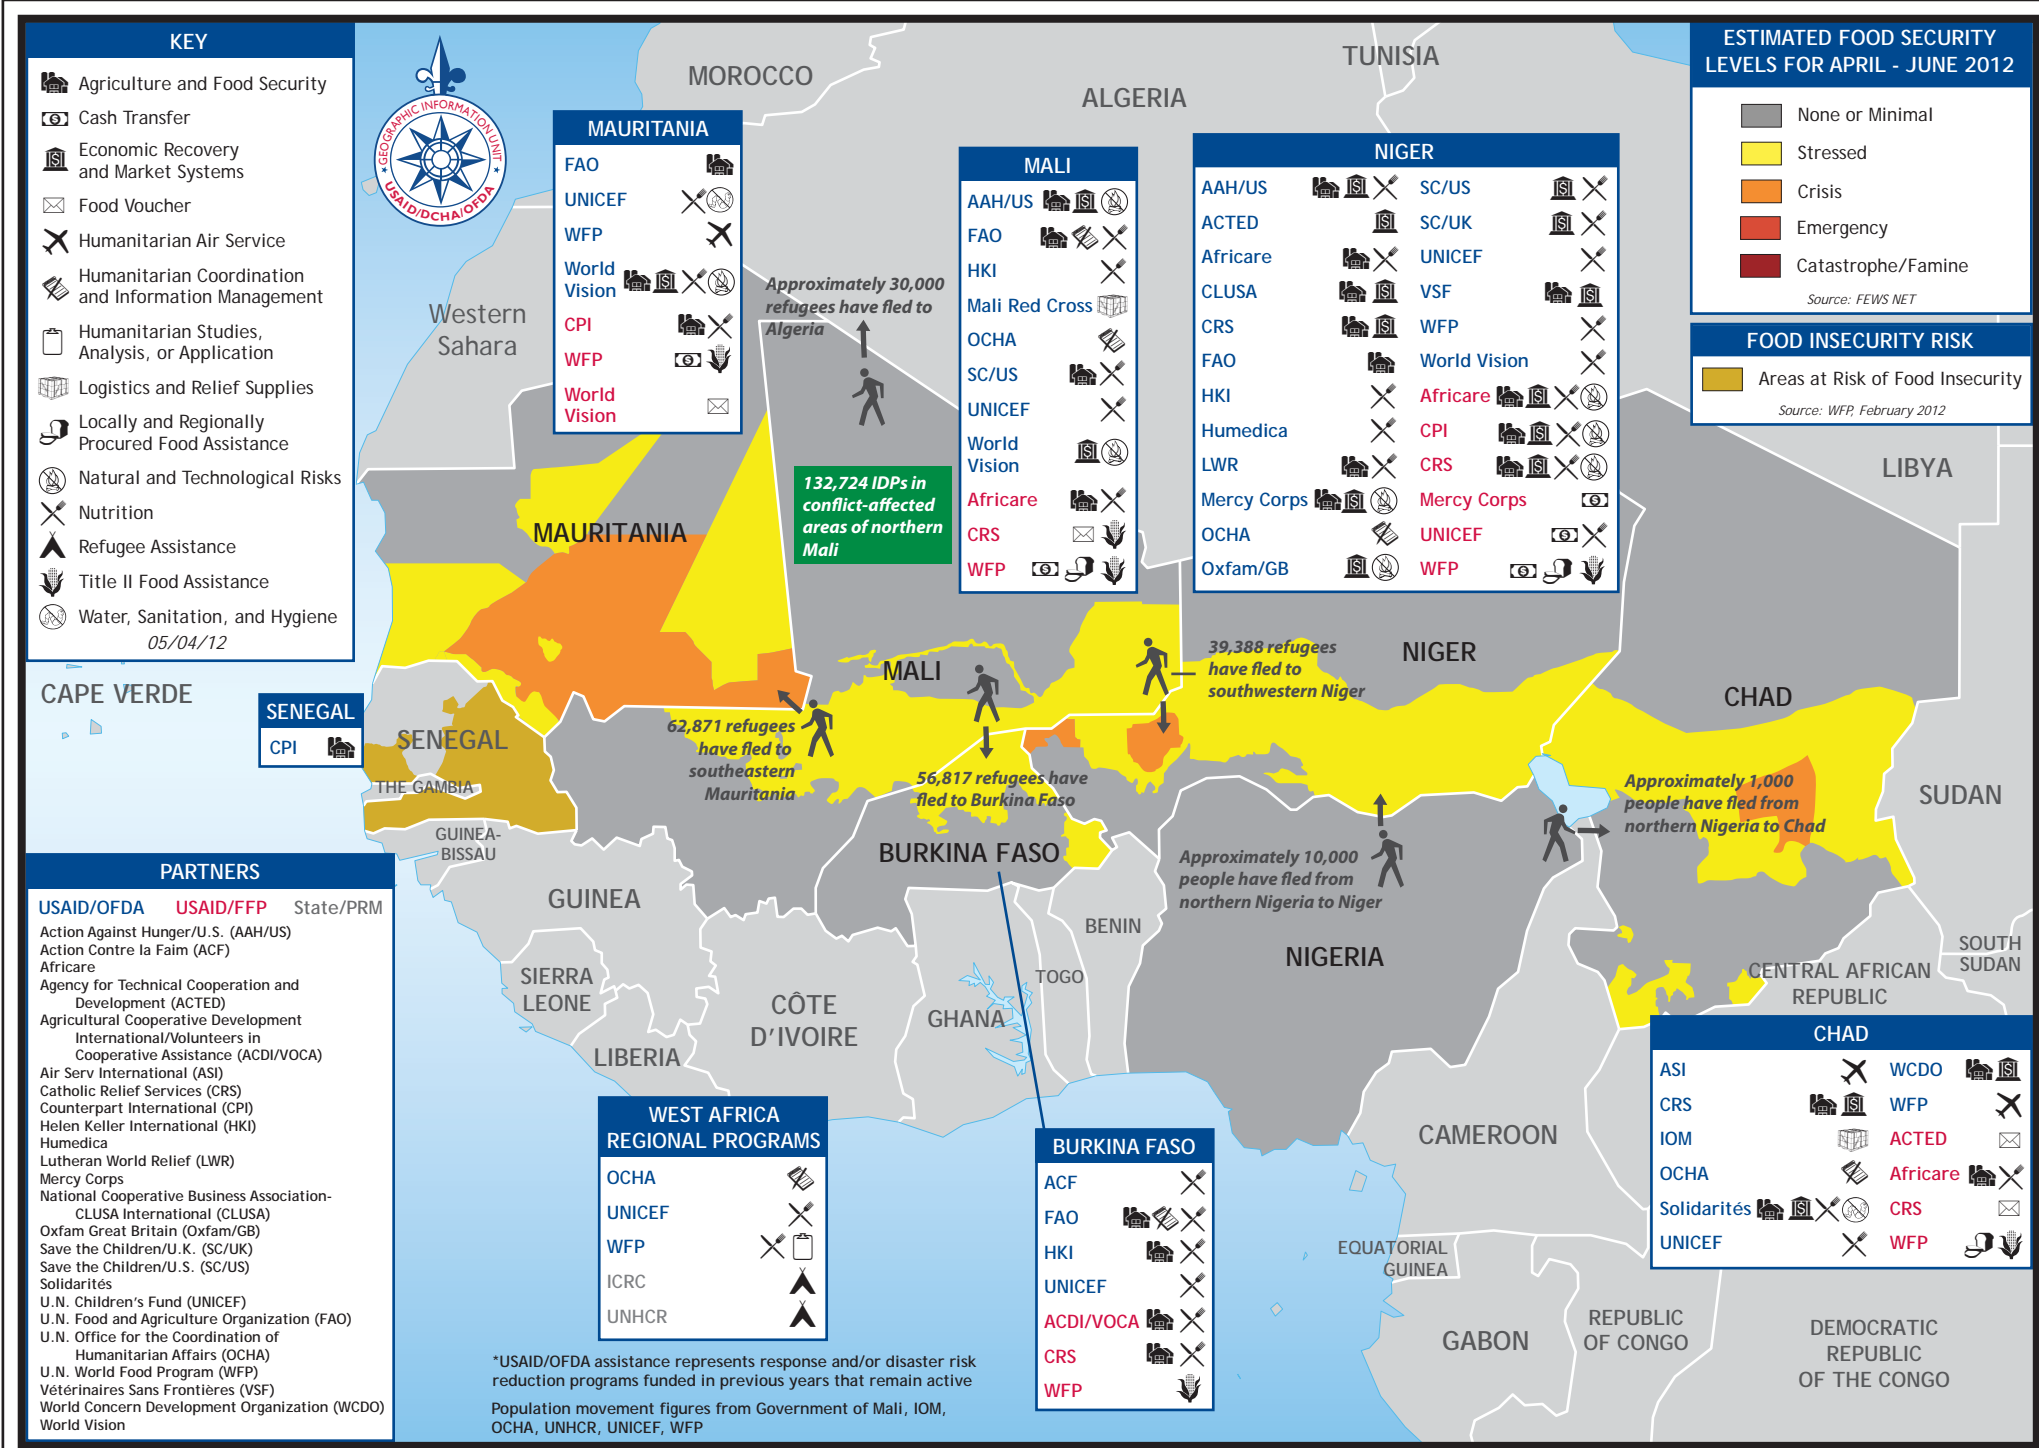 KEY
Agriculture and Food Security
Cash Transfer
Economic Recovery
and Market Systems
Food Voucher
Humanitarian Air Service
Humanitarian Coordination
and Information Management
Humanitarian Studies,
Analysis, or Application
Logistics and Relief Supplies
Locally and Regionally
Procured Food Assistance
Natural and Technological Risks
Nutrition
Refugee Assistance
Title II Food Assistance
Water, Sanitation, and Hygiene
05/04/12
GEOGRAPHIC INFORMATION UNIT
USAID/DCHA/OFDA
MAURITANIA
FAO
UNICEF
WFP
World
Vision
CPI
WFP
World
Vision
MALI
AAH/US
FAO
HKI
Mali Red Cross
OCHA
SC/US
UNICEF
World
Vision
Africare
CRS
WFP
NIGER
AAH/US
ACTED
Africare
CLUSA
CRS
FAO
HKI
Humedica
LWR
Mercy Corps
OCHA
Oxfam/GB
SC/US
SC/UK
UNICEF
VSF
WFP
World Vision
Africare
CPI
CRS
Mercy Corps
UNICEF
WFP
ESTIMATED FOOD SECURITY
LEVELS FOR APRIL - JUNE 2012
None or Minimal
Stressed
Crisis
Emergency
Catastrophe/Famine
Source: FEWS NET
FOOD INSECURITY RISK
Areas at Risk of Food Insecurity
Source: WFP, February 2012
MOROCCO
ALGERIA
TUNISIA
LIBYA
Western
Sahara
Approximately 30,000
refugees have fled to
Algeria
132,724 IDPs in
conflict-affected
areas of northern
Mali
MAURITANIA
MALI
NIGER
CHAD
SUDAN
39,388 refugees
have fled to
southwestern Niger
62,871 refugees
have fled to
southeastern
Mauritania
56,817 refugees have
fled to Burkina Faso
Approximately 1,000
people have fled from
northern Nigeria to Chad
Approximately 10,000
people have fled from
northern Nigeria to Niger
CAPE VERDE
SENEGAL
CPI
SENEGAL
THE GAMBIA
GUINEA-
BISSAU
GUINEA
SIERRA
LEONE
LIBERIA
CÔTE
D'IVOIRE
GHANA
TOGO
BENIN
BURKINA FASO
NIGERIA
CAMEROON
CENTRAL AFRICAN
REPUBLIC
SOUTH
SUDAN
EQUATORIAL
GUINEA
GABON
REPUBLIC
OF CONGO
DEMOCRATIC
REPUBLIC
OF THE CONGO
PARTNERS
USAID/OFDA USAID/FFP State/PRM
Action Against Hunger/U.S. (AAH/US)
Action Contre la Faim (ACF)
Africare
Agency for Technical Cooperation and
Development (ACTED)
Agricultural Cooperative Development
International/Volunteers in
Cooperative Assistance (ACDI/VOCA)
Air Serv International (ASI)
Catholic Relief Services (CRS)
Counterpart International (CPI)
Helen Keller International (HKI)
Humedica
Lutheran World Relief (LWR)
Mercy Corps
National Cooperative Business Association-
CLUSA International (CLUSA)
Oxfam Great Britain (Oxfam/GB)
Save the Children/U.K. (SC/UK)
Save the Children/U.S. (SC/US)
Solidarités
U.N. Children's Fund (UNICEF)
U.N. Food and Agriculture Organization (FAO)
U.N. Office for the Coordination of
Humanitarian Affairs (OCHA)
U.N. World Food Program (WFP)
Vétérinaires Sans Frontières (VSF)
World Concern Development Organization (WCDO)
World Vision
WEST AFRICA
REGIONAL PROGRAMS
OCHA
UNICEF
WFP
ICRC
UNHCR
BURKINA FASO
ACF
FAO
HKI
UNICEF
ACDI/VOCA
CRS
WFP
CHAD
ASI
CRS
IOM
OCHA
Solidarités
UNICEF
WCDO
WFP
ACTED
Africare
CRS
WFP
*USAID/OFDA assistance represents response and/or disaster risk
reduction programs funded in previous years that remain active
Population movement figures from Government of Mali, IOM,
OCHA, UNHCR, UNICEF, WFP